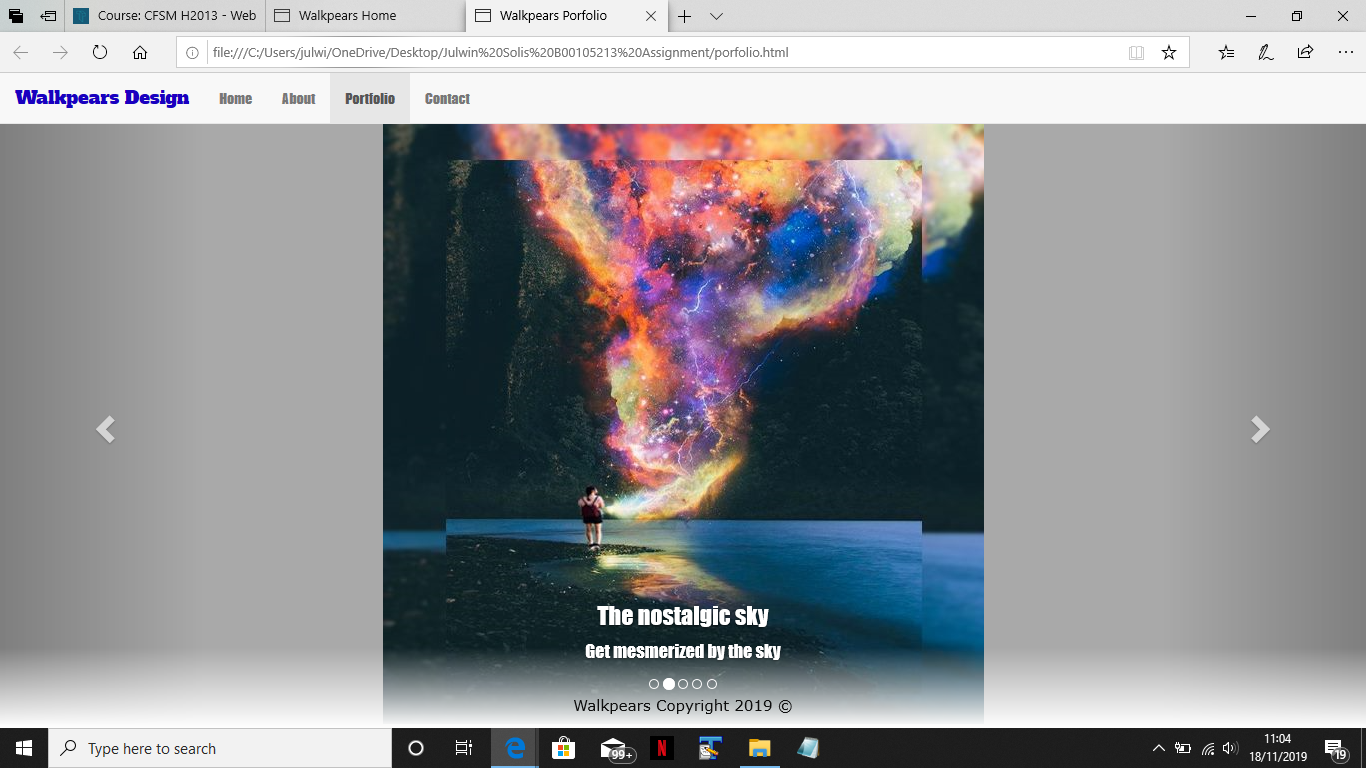 Course: CFSM H2013 - Web
Walkpears Home
Walkpears Porfolio
file:///C:/Users/julwi/OneDrive/Desktop/Julwin%20Solis%20B00105213%20Assignment/porfolio.html
Walkpears Design
Home
About
Portfolio
Contact
The nostalgic sky
Get mesmerized by the sky
Walkpears Copyright 2019 ©
Type here to search
99+
N
11:04
18/11/2019
19